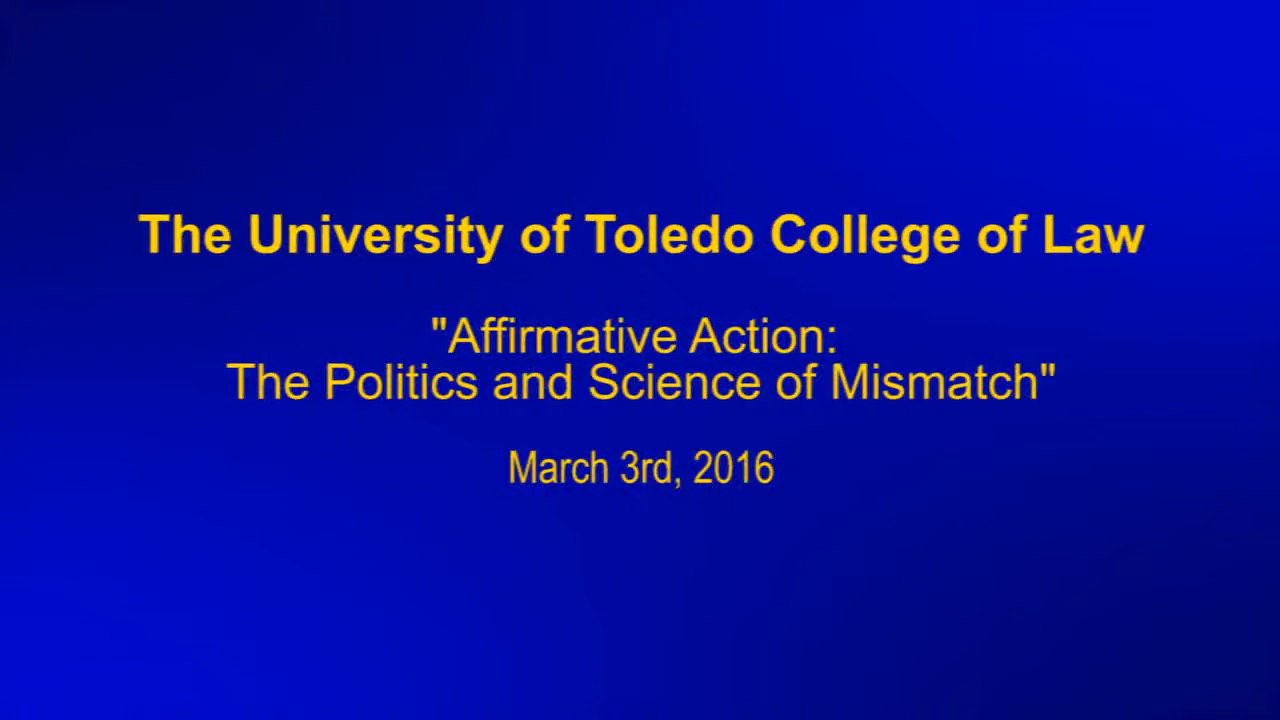 The University of Toledo College of Law
"Affirmative Action:
The Politics and Science of Mismatch"
March 3rd, 2016